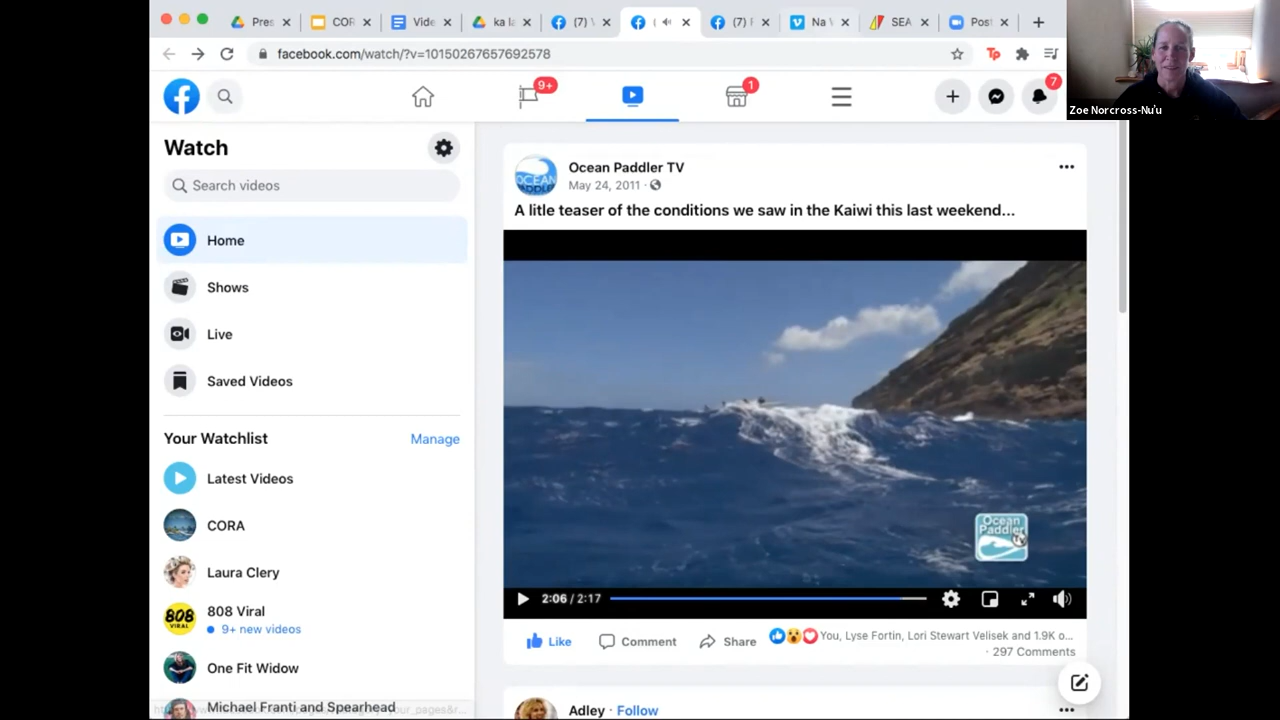 Pres
COR
Vide
ka la
(7)
(
(7)
Na
SEA
Post
facebook.com/watch/?v=10150267657692578
Tp
Zoe Norcross-Nu'u
9+
1
7
Watch
Search videos
Home
Shows
Live
Saved Videos
Your Watchlist
Manage
Latest Videos
CORA
Laura Clery
808 Viral
9+ new videos
One Fit Widow
Michael Franti and Spearhead
Ocean Paddler TV
May 24, 2011
A litle teaser of the conditions we saw in the Kaiwi this last weekend...
Ocean
Paddler
2:06 / 2:17
Like
Comment
Share
You, Lyse Fortin, Lori Stewart Velisek and 1.9K o...
· 297 Comments
Adley · Follow